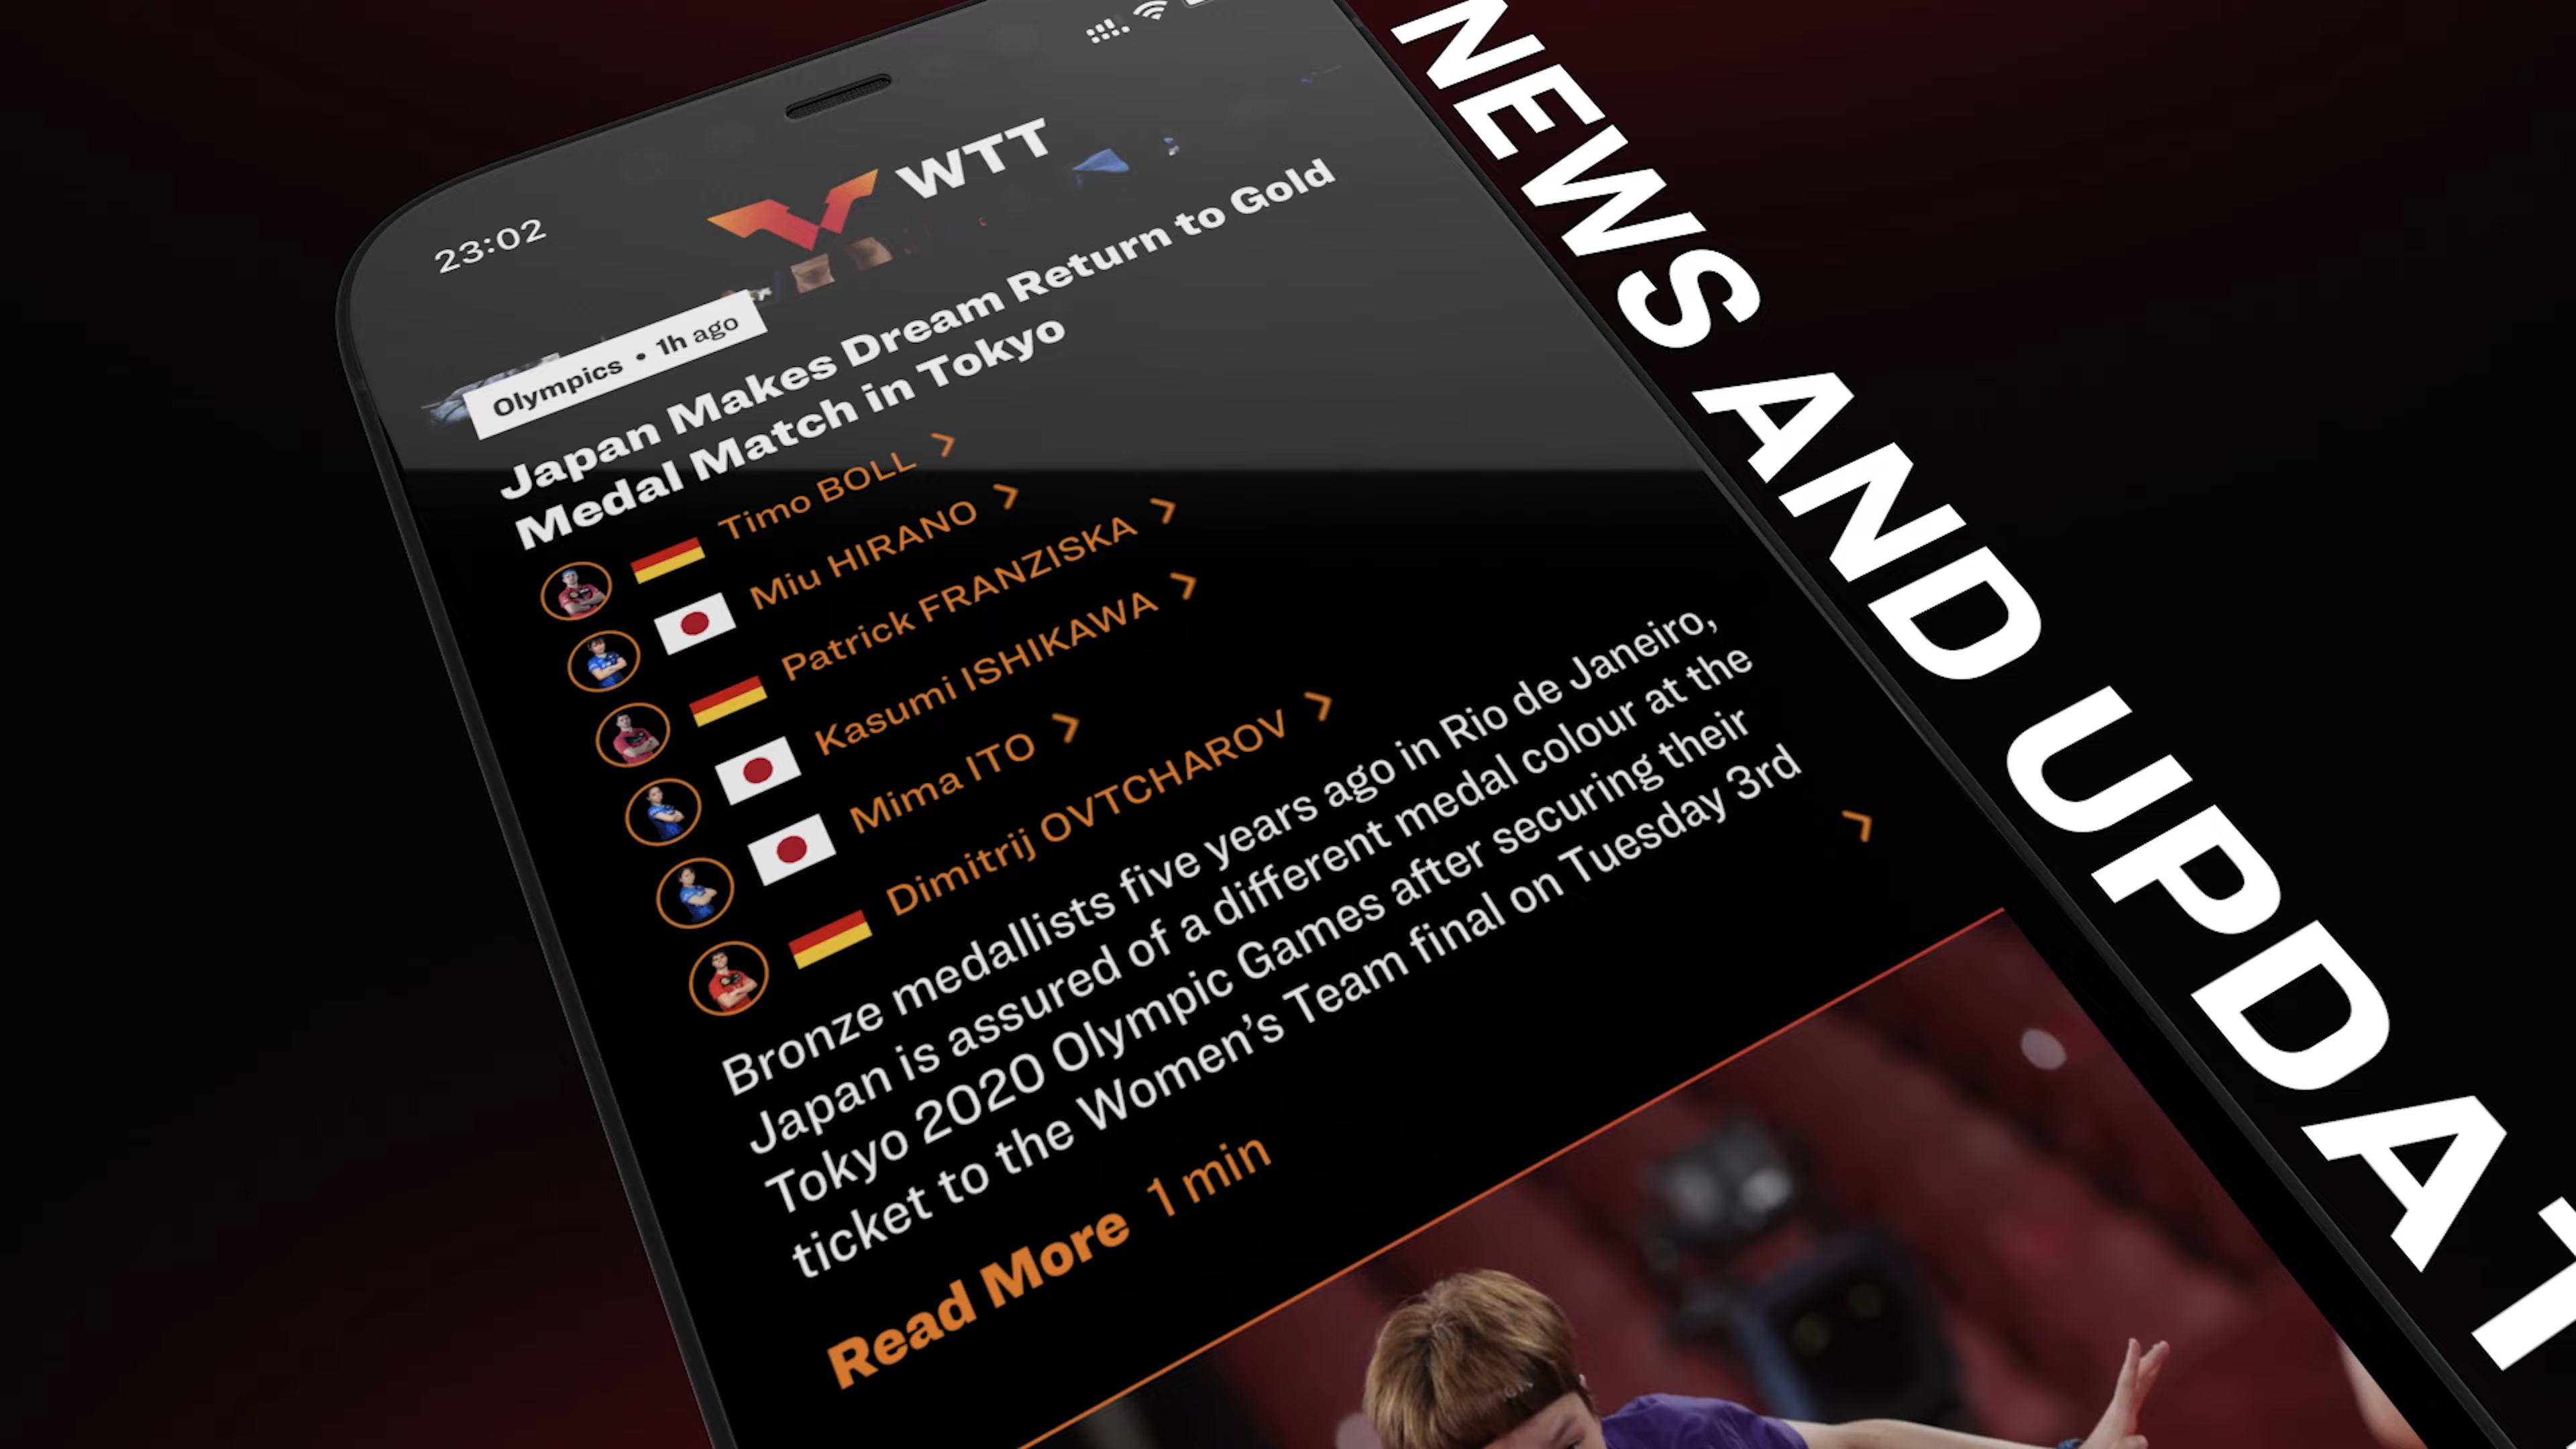 23:02
WTT
Olympics • 1h ago
Japan Makes Dream Return to Gold
Medal Match in Tokyo
Timo BOLL
Miu HIRANO
Patrick FRANZISKA
Kasumi ISHIKAWA
Mima ITO
Dimitrij OVTCHAROV
Bronze medallists five years ago in Rio de Janeiro,
Japan is assured of a different medal colour at the
Tokyo 2020 Olympic Games after securing their
ticket to the Women’s Team final on Tuesday 3rd
Read More 1 min
NEWS AND UPDAT